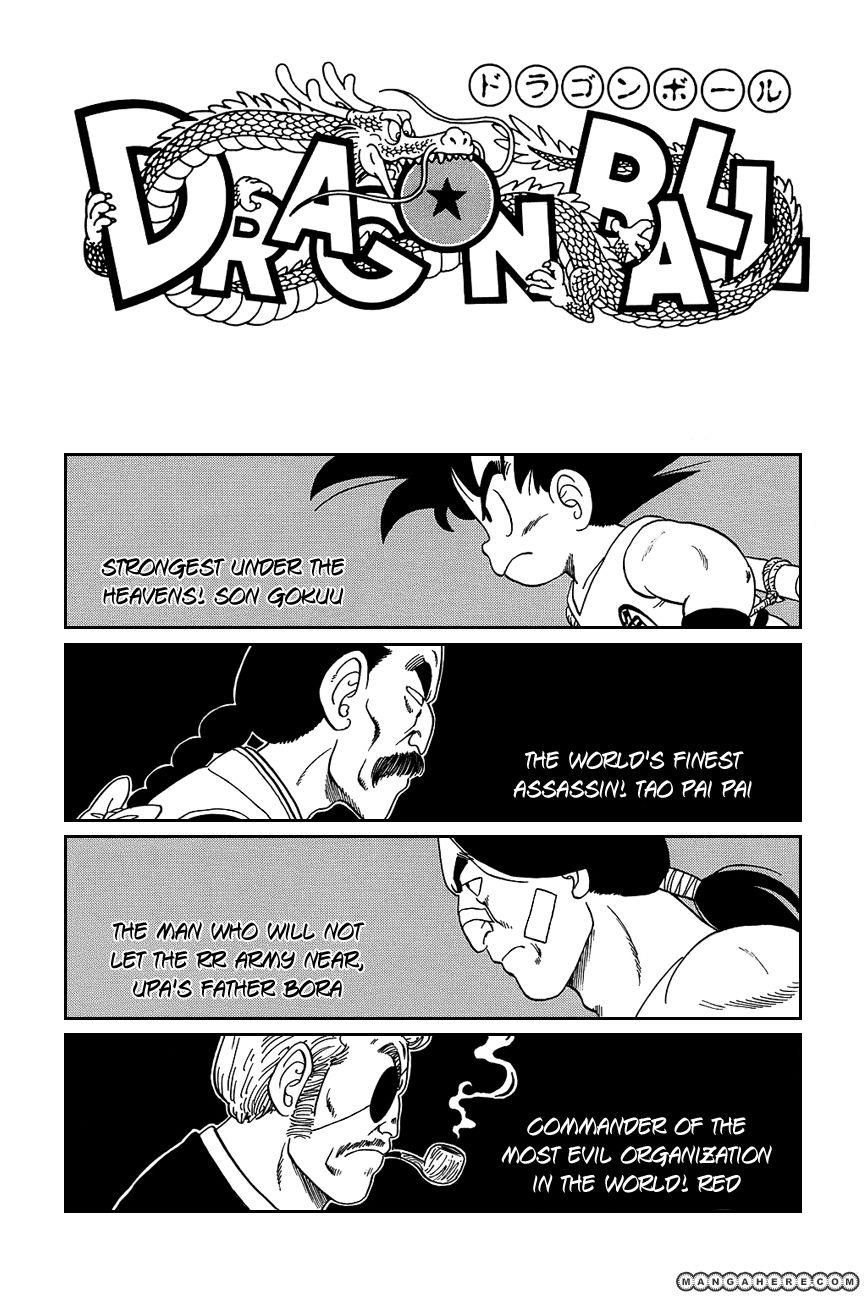 ドラゴンボール
DRAGON BALL
STRONGEST UNDER THE
HEAVENS! SON GOKUU
THE WORLD'S FINEST
ASSASSIN! TAO PAI PAI
THE MAN WHO WILL NOT
LET THE RR ARMY NEAR,
UPA'S FATHER BORA
COMMANDER OF THE
MOST EVIL ORGANIZATION
IN THE WORLD! RED
MANGAHERE.COM